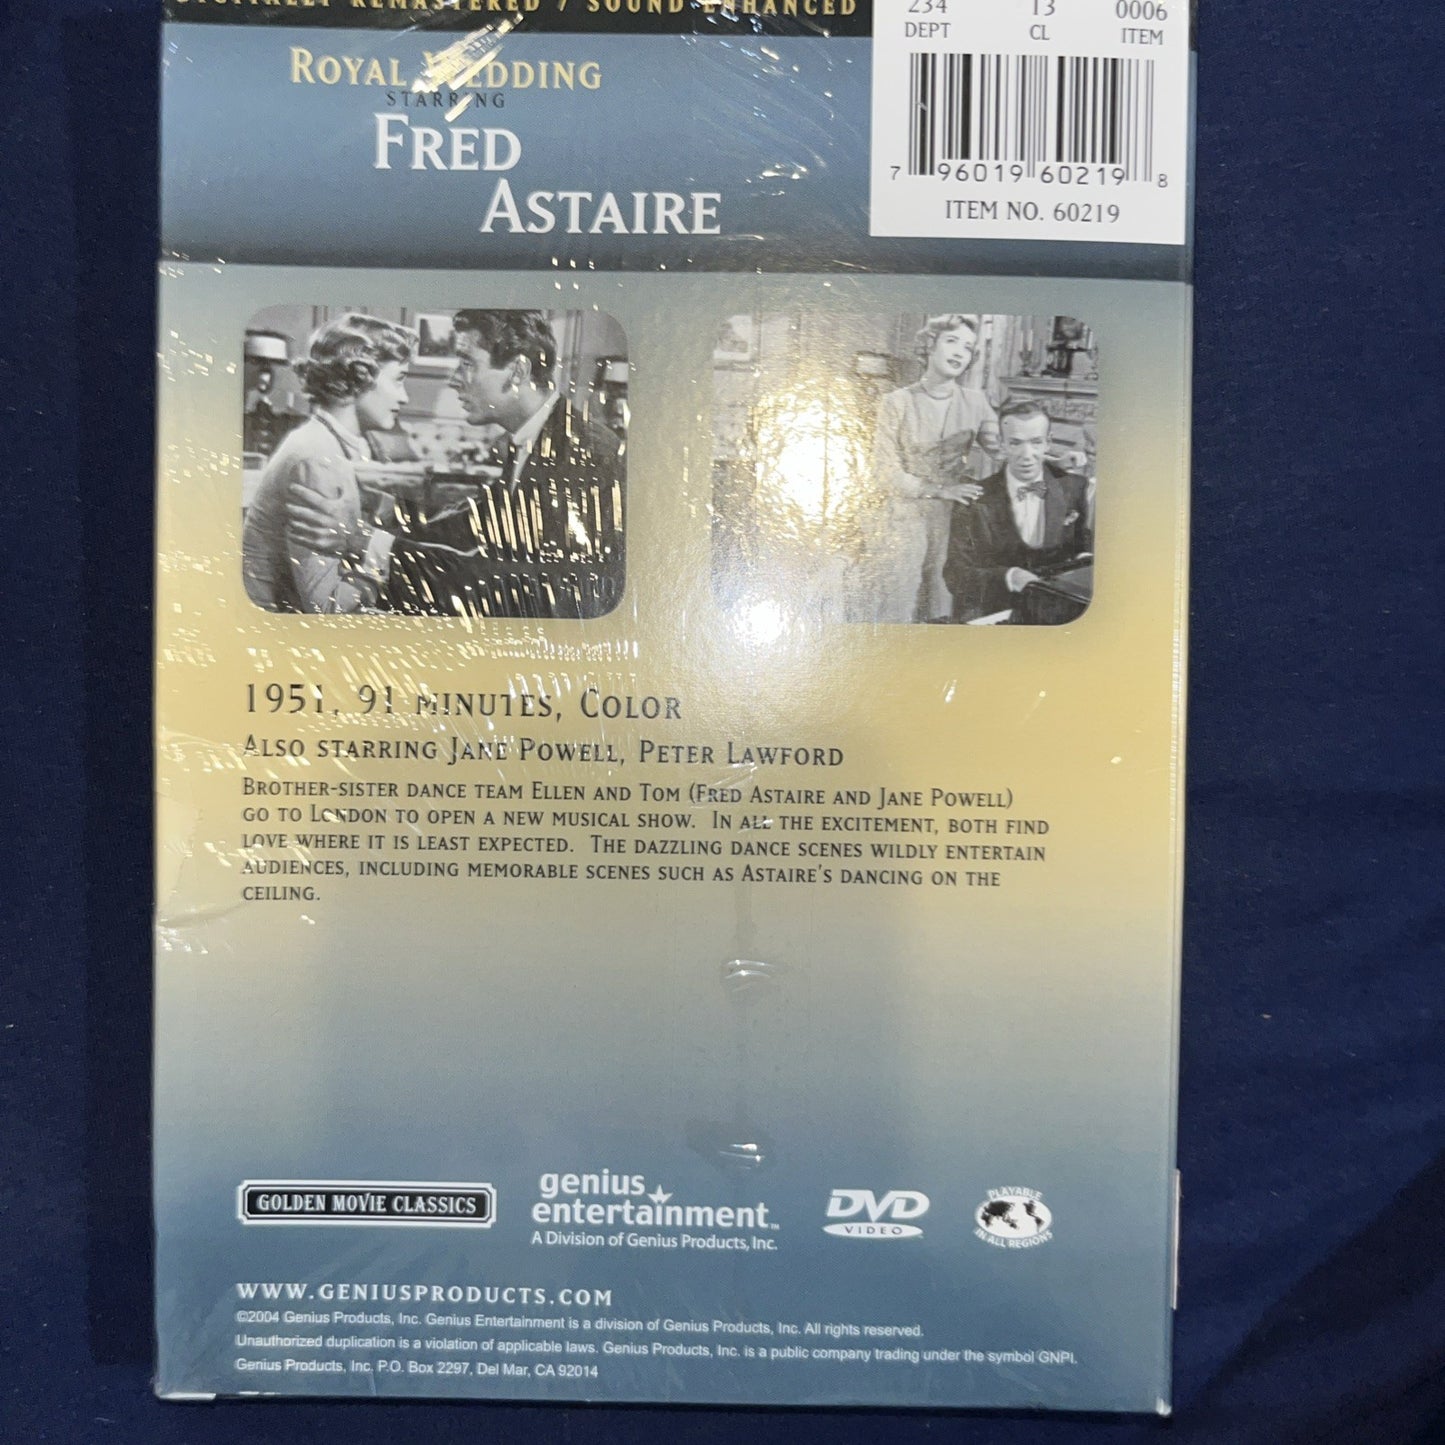 DIGITALLY REMASTERED / SOUND ENHANCED
234 13 0006
DEPT CL ITEM
ROYAL WEDDING
STARRING
FRED
ASTAIRE
7 96019 60219 8
ITEM NO. 60219
1951, 91 MINUTES, COLOR
ALSO STARRING JANE POWELL, PETER LAWFORD
BROTHER-SISTER DANCE TEAM ELLEN AND TOM (FRED ASTAIRE AND JANE POWELL)
GO TO LONDON TO OPEN A NEW MUSICAL SHOW. IN ALL THE EXCITEMENT, BOTH FIND
LOVE WHERE IT IS LEAST EXPECTED. THE DAZZLING DANCE SCENES WILDLY ENTERTAIN
AUDIENCES, INCLUDING MEMORABLE SCENES SUCH AS ASTAIRE'S DANCING ON THE
CEILING.
GOLDEN MOVIE CLASSICS
genius
entertainment™
A Division of Genius Products, Inc.
DVD
VIDEO
PLAYABLE
IN ALL REGIONS
WWW.GENIUSPRODUCTS.COM
©2004 Genius Products, Inc. Genius Entertainment is a division of Genius Products, Inc. All rights reserved.
Unauthorized duplication is a violation of applicable laws. Genius Products, Inc. is a public company trading under the symbol GNPI.
Genius Products, Inc. P.O. Box 2297, Del Mar, CA 92014